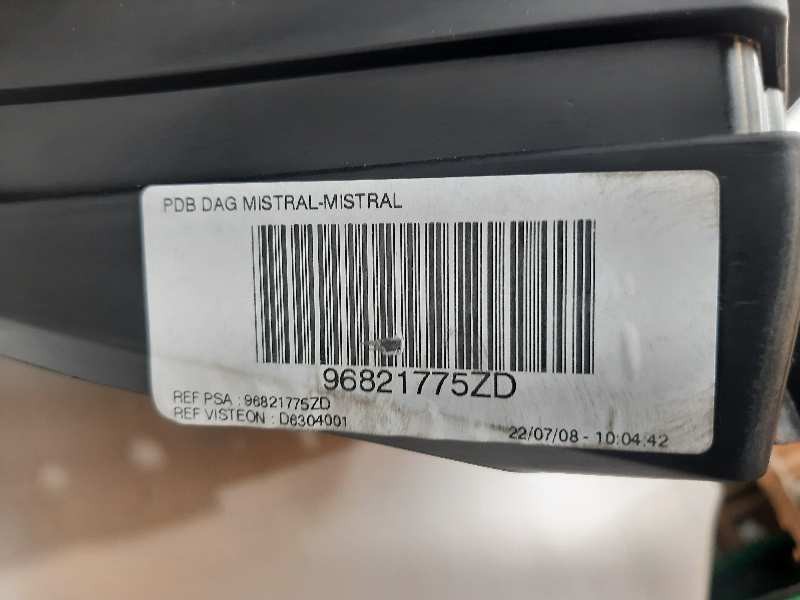 PDB DAG MISTRAL-MISTRAL
96821775ZD
REF PSA : 96821775ZD
REF VISTEON : D6304001
22/07/08 - 10:04:42